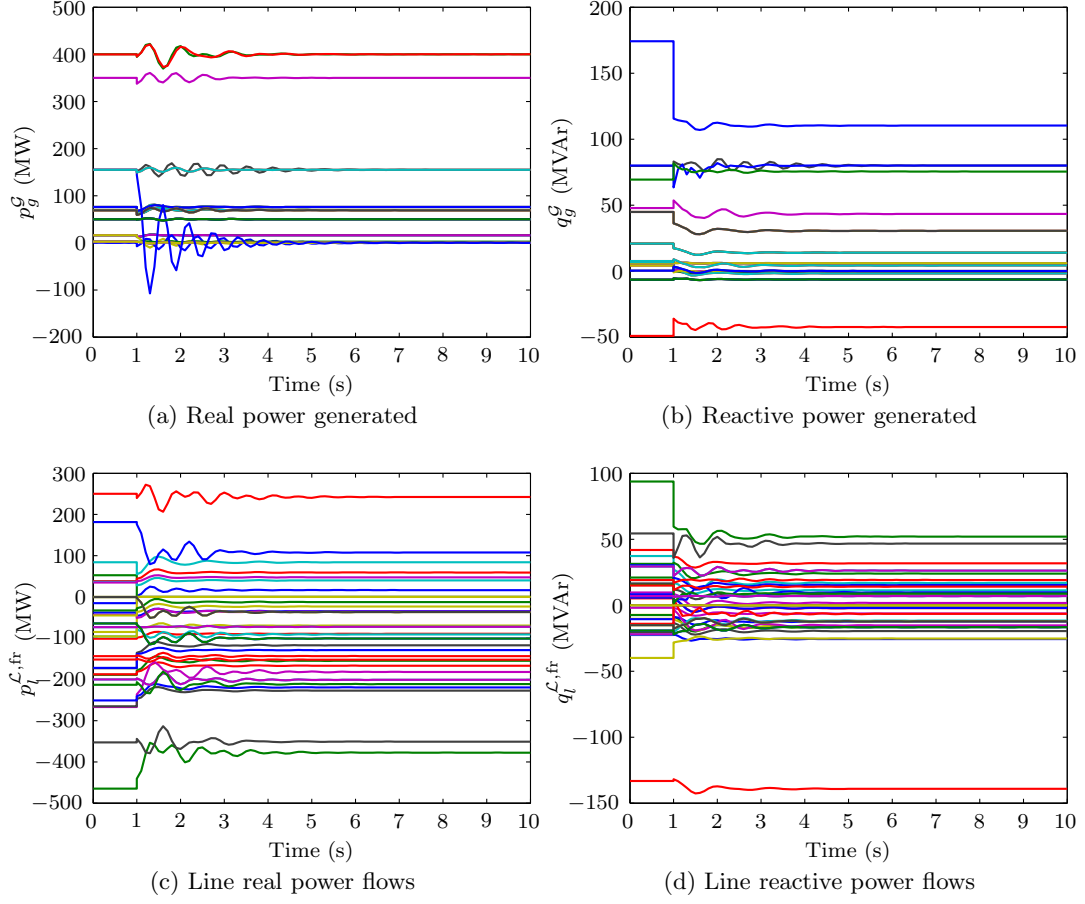 500
400
300
200
100
0
−100
−200
p_g^𝒢 (MW)
0 1 2 3 4 5 6 7 8 9 10
Time (s)
(a) Real power generated
200
150
100
50
0
−50
q_g^𝒢 (MVAr)
0 1 2 3 4 5 6 7 8 9 10
Time (s)
(b) Reactive power generated
300
200
100
0
−100
−200
−300
−400
−500
p_l^{ℒ,fr} (MW)
0 1 2 3 4 5 6 7 8 9 10
Time (s)
(c) Line real power flows
100
50
0
−50
−100
−150
q_l^{ℒ,fr} (MVAr)
0 1 2 3 4 5 6 7 8 9 10
Time (s)
(d) Line reactive power flows